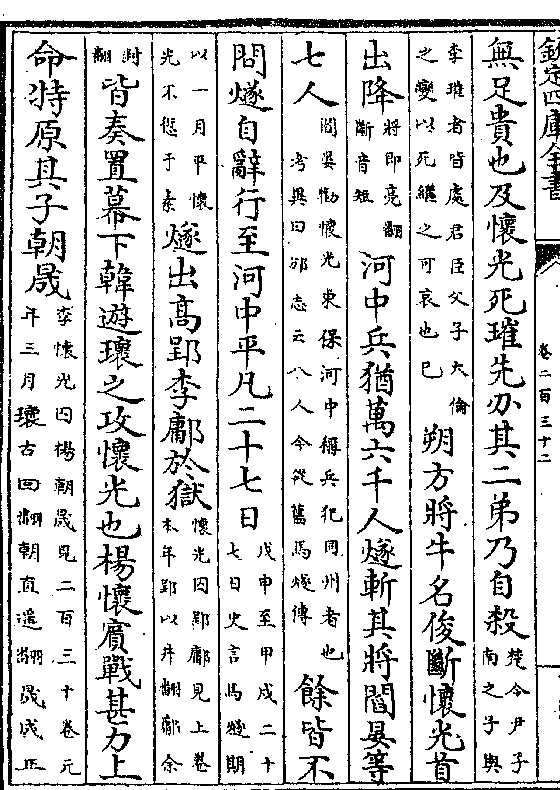 欽定四庫全書
卷二百三十二
無足貴也及懷光死璀先刃其二弟乃自殺楚令尹子南之子與
李璀者皆處君臣父子大倫之變以死繼之可哀也已朔方將牛名俊斷懷光首
出降將即亮翻斷音短河中兵猶萬六千人燧斬其將閻晏等
七人閻晏勸懷光東保河中稱兵犯同州者也考異曰邠志云八人今從舊馬燧傳餘皆不
問燧自辭行至河中平凡二十七日戊申至甲戌二十七日史言馬燧期
以一月平懷光不愆于素燧出高郢李鄘於獄懷光囚郢鄘見上卷本年郢以井翻鄘余
封翻皆奏置幕下韓遊瓌之攻懷光也楊懷賓戰甚力上
命特原其子朝晟李懷光囚楊朝晟見二百三十卷元年三月瓌古回翻朝直遙翻晟成正